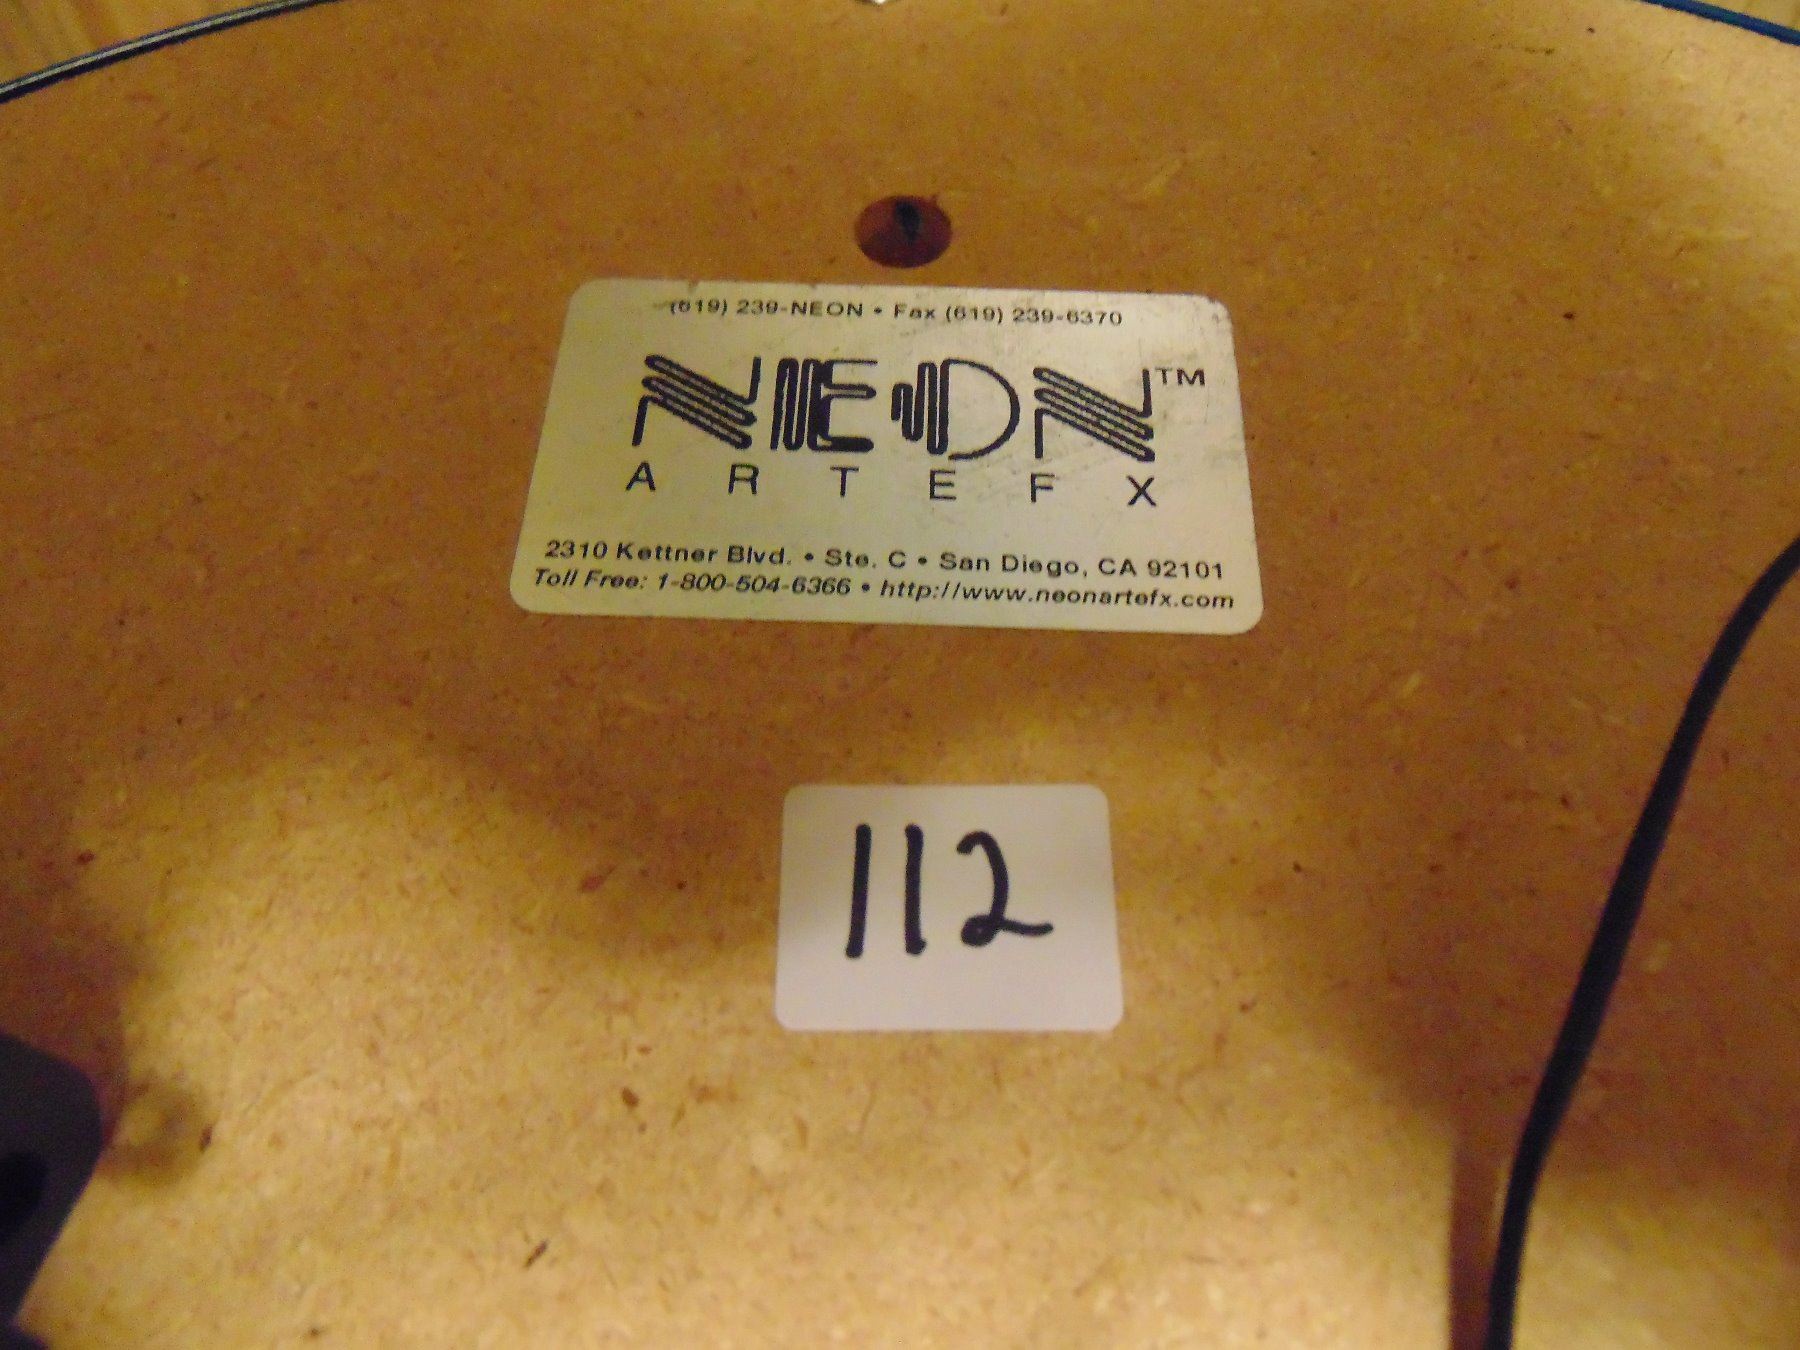 (619) 239-NEON • Fax (619) 239-6370
NEON™
ARTEFX
2310 Kettner Blvd. • Ste. C • San Diego, CA 92101
Toll Free: 1-800-504-6366 • http://www.neonartefx.com
112